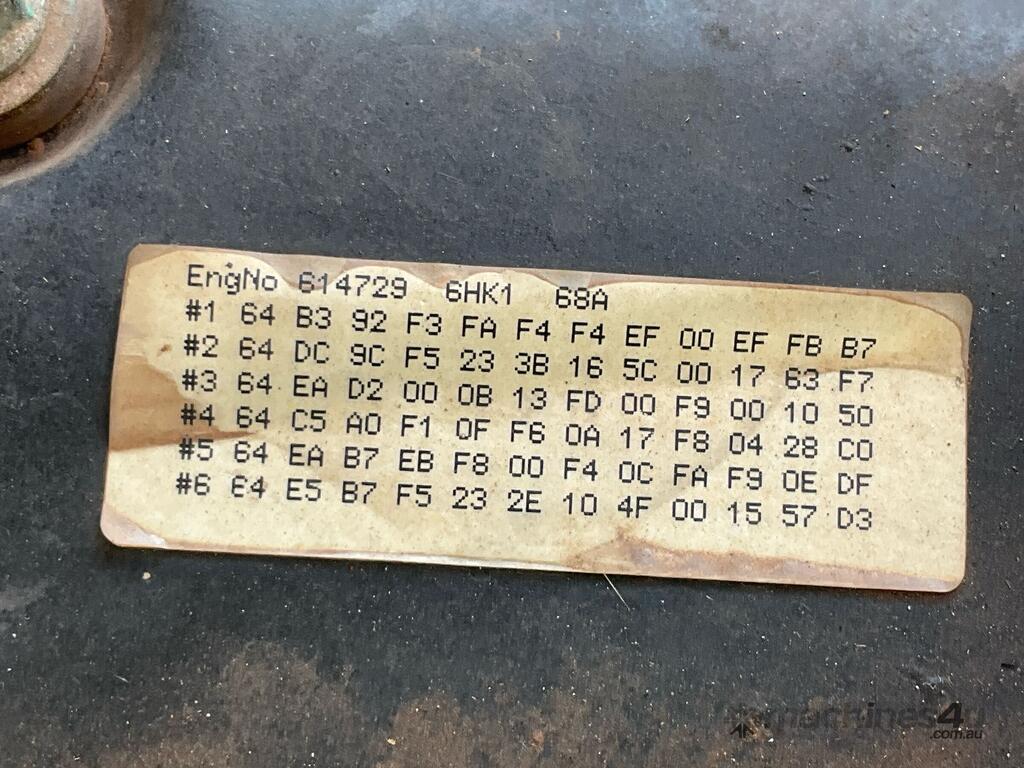 EngNo 614729 6HK1 68A
#1 64 B3 92 F3 FA F4 F4 EF 00 EF FB B7
#2 64 DC 9C F5 23 3B 16 5C 00 17 63 F7
#3 64 EA D2 00 0B 13 FD 00 F9 00 10 50
#4 64 C5 A0 F1 0F F6 0A 17 F8 04 28 C0
#5 64 EA B7 EB F8 00 F4 0C FA F9 0E DF
#6 64 E5 B7 F5 23 2E 10 4F 00 15 57 D3
machines4u
.com.au